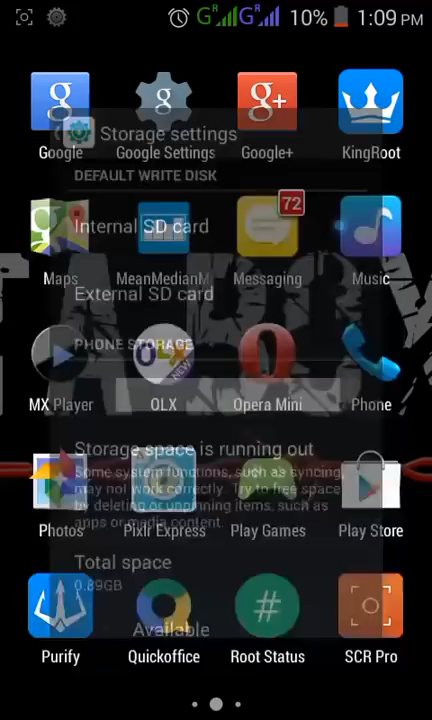 G G 10% 1:09 PM
Google Google Settings Google+ KingRoot
Storage settings
DEFAULT WRITE DISK
Internal SD card
72
Maps MeanMedianM Messaging Music
External SD card
PHONE STORAGE
OLX
NEW
MX Player OLX Opera Mini Phone
Storage space is running out
Some system functions, such as syncing,
may not work correctly. Try to free space
by deleting or unpinning items, such as
apps or media content.
Photos Pixlr Express Play Games Play Store
Total space
0.89GB
Available
Purify Quickoffice Root Status SCR Pro